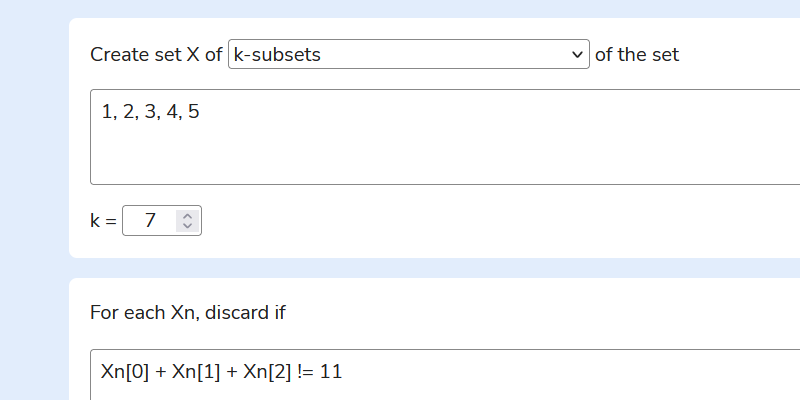 Create set X of k-subsets of the set
1, 2, 3, 4, 5
k = 7
For each Xn, discard if
Xn[0] + Xn[1] + Xn[2] != 11